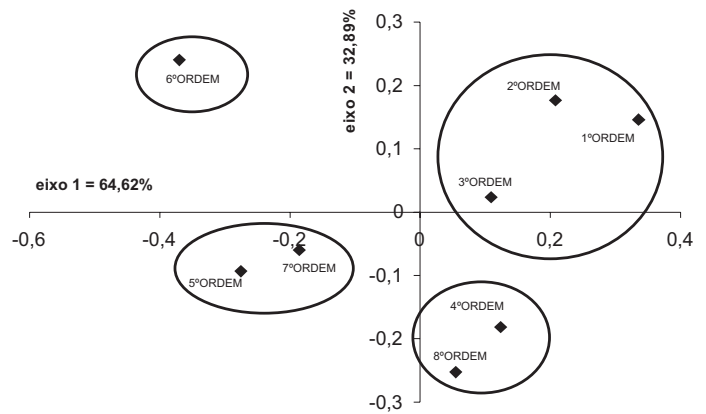 0,3
eixo 2 = 32,89%
6ºORDEM
0,2
2ºORDEM
1ºORDEM
0,1
eixo 1 = 64,62%
3ºORDEM
0
-0,6
-0,4
-0,2
0
0,2
0,4
7ºORDEM
5ºORDEM
-0,1
4ºORDEM
-0,2
8ºORDEM
-0,3